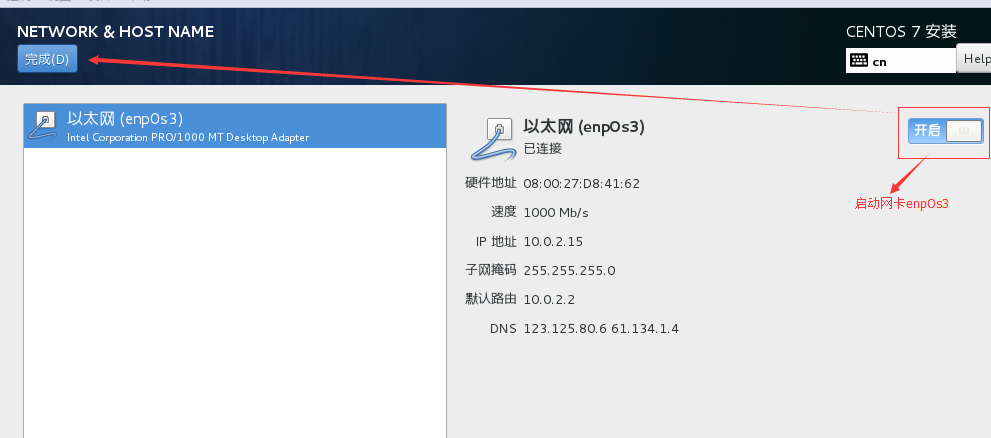 NETWORK & HOST NAME
CENTOS 7 安装
完成(D)
cn
Help
以太网 (enp0s3)
Intel Corporation PRO/1000 MT Desktop Adapter
以太网 (enp0s3)
已连接
开启
启动网卡enp0s3
硬件地址 08:00:27:D8:41:62
速度 1000 Mb/s
IP 地址 10.0.2.15
子网掩码 255.255.255.0
默认路由 10.0.2.2
DNS 123.125.80.6 61.134.1.4